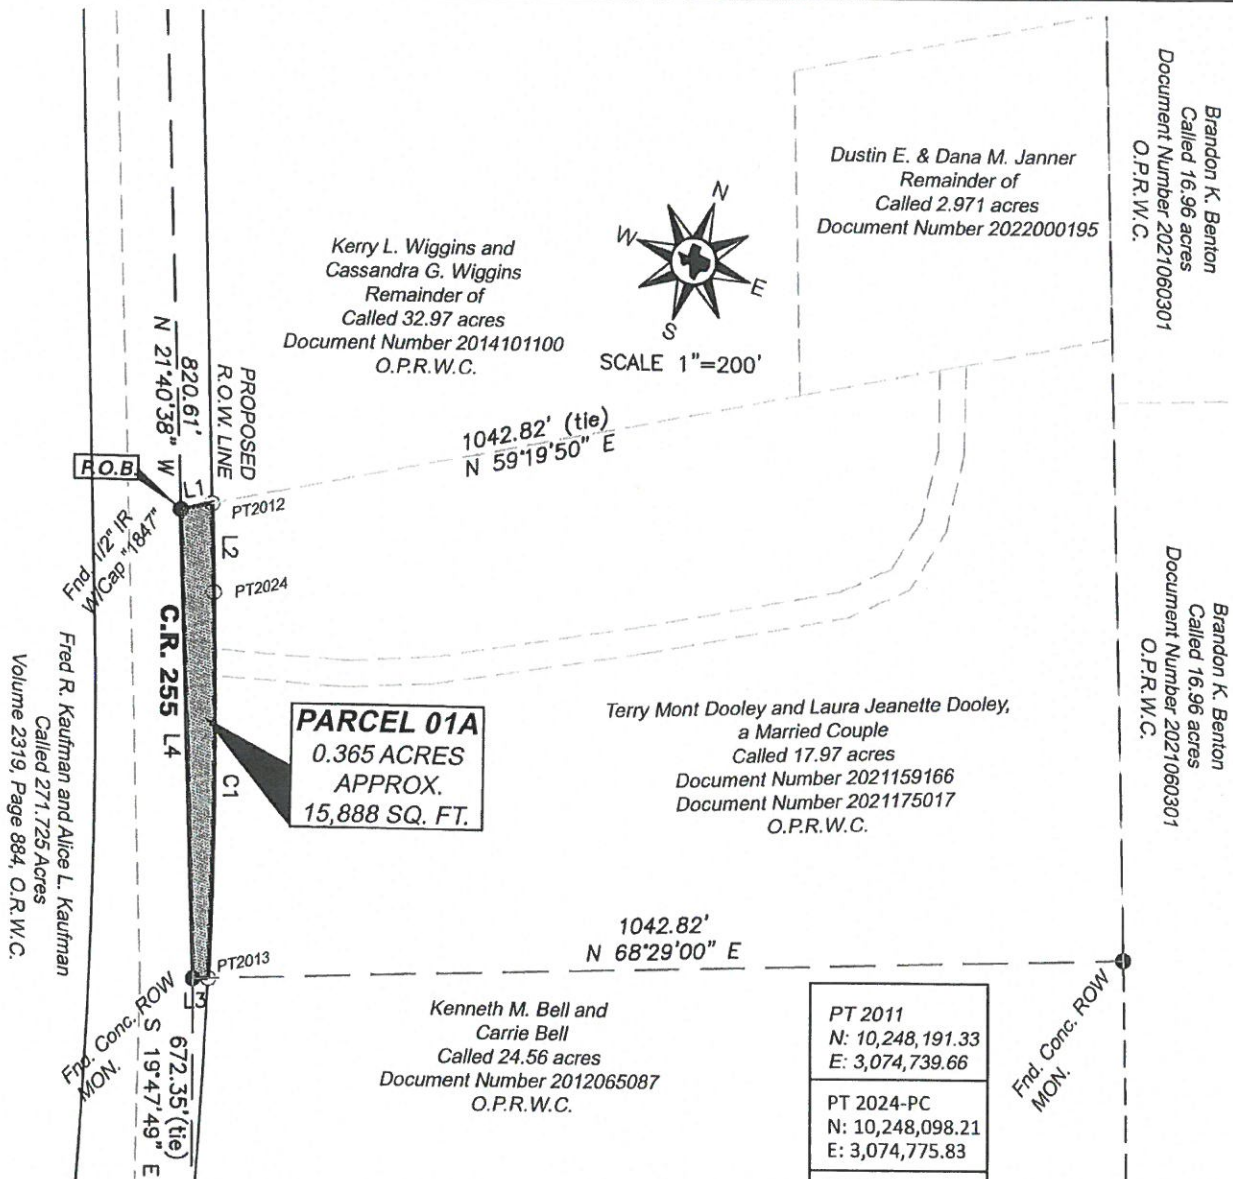 Brandon K. Benton
Called 16.96 acres
Document Number 2021060301
O.P.R.W.C.
Dustin E. & Dana M. Janner
Remainder of
Called 2.971 acres
Document Number 2022000195
N
W
E
S
SCALE 1"=200'
Kerry L. Wiggins and
Cassandra G. Wiggins
Remainder of
Called 32.97 acres
Document Number 2014101100
O.P.R.W.C.
PROPOSED
R.O.W. LINE
820.61'
N 21°40'38" W
1042.82' (tie)
N 59°19'50" E
P.O.B.
L1
PT2012
Fnd. 1/2" IR
W/Cap "1847"
L2
PT2024
C.R. 255
L4
C1
PARCEL 01A
0.365 ACRES
APPROX.
15,888 SQ. FT.
Terry Mont Dooley and Laura Jeanette Dooley,
a Married Couple
Called 17.97 acres
Document Number 2021159166
Document Number 2021175017
O.P.R.W.C.
Brandon K. Benton
Called 16.96 acres
Document Number 2021060301
O.P.R.W.C.
Fred R. Kaufman and Alice L. Kaufman
Called 271.725 Acres
Volume 2319, Page 884, O.R.W.C.
1042.82'
N 68°29'00" E
PT2013
L3
Fnd. Conc. ROW
MON.
672.35' (tie)
S 19°47'49" E
Kenneth M. Bell and
Carrie Bell
Called 24.56 acres
Document Number 2012065087
O.P.R.W.C.
PT 2011
N: 10,248,191.33
E: 3,074,739.66
PT 2024-PC
N: 10,248,098.21
E: 3,074,775.83
Fnd. Conc. ROW
MON.